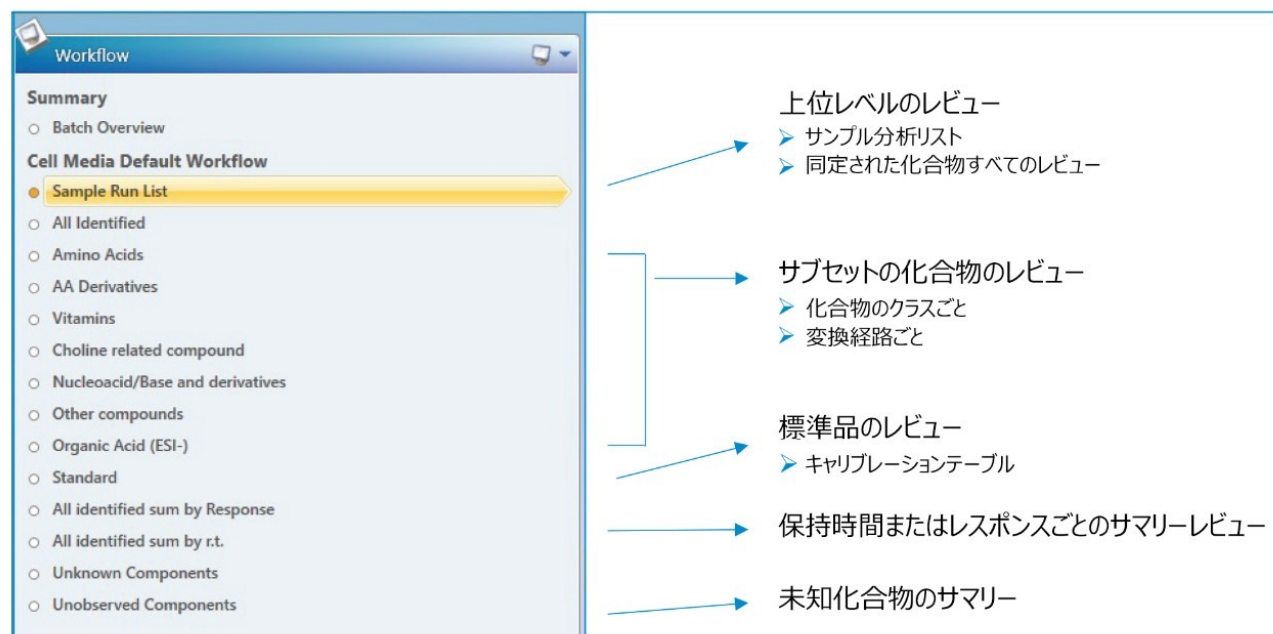 Workflow
Summary
Batch Overview
Cell Media Default Workflow
Sample Run List
All Identified
Amino Acids
AA Derivatives
Vitamins
Choline related compound
Nucleoacid/Base and derivatives
Other compounds
Organic Acid (ESI-)
Standard
All identified sum by Response
All identified sum by r.t.
Unknown Components
Unobserved Components
上位レベルのレビュー
➢ サンプル分析リスト
➢ 同定された化合物すべてのレビュー
サブセットの化合物のレビュー
➢ 化合物のクラスごと
➢ 変換経路ごと
標準品のレビュー
➢ キャリブレーションテーブル
保持時間またはレスポンスごとのサマリーレビュー
未知化合物のサマリー